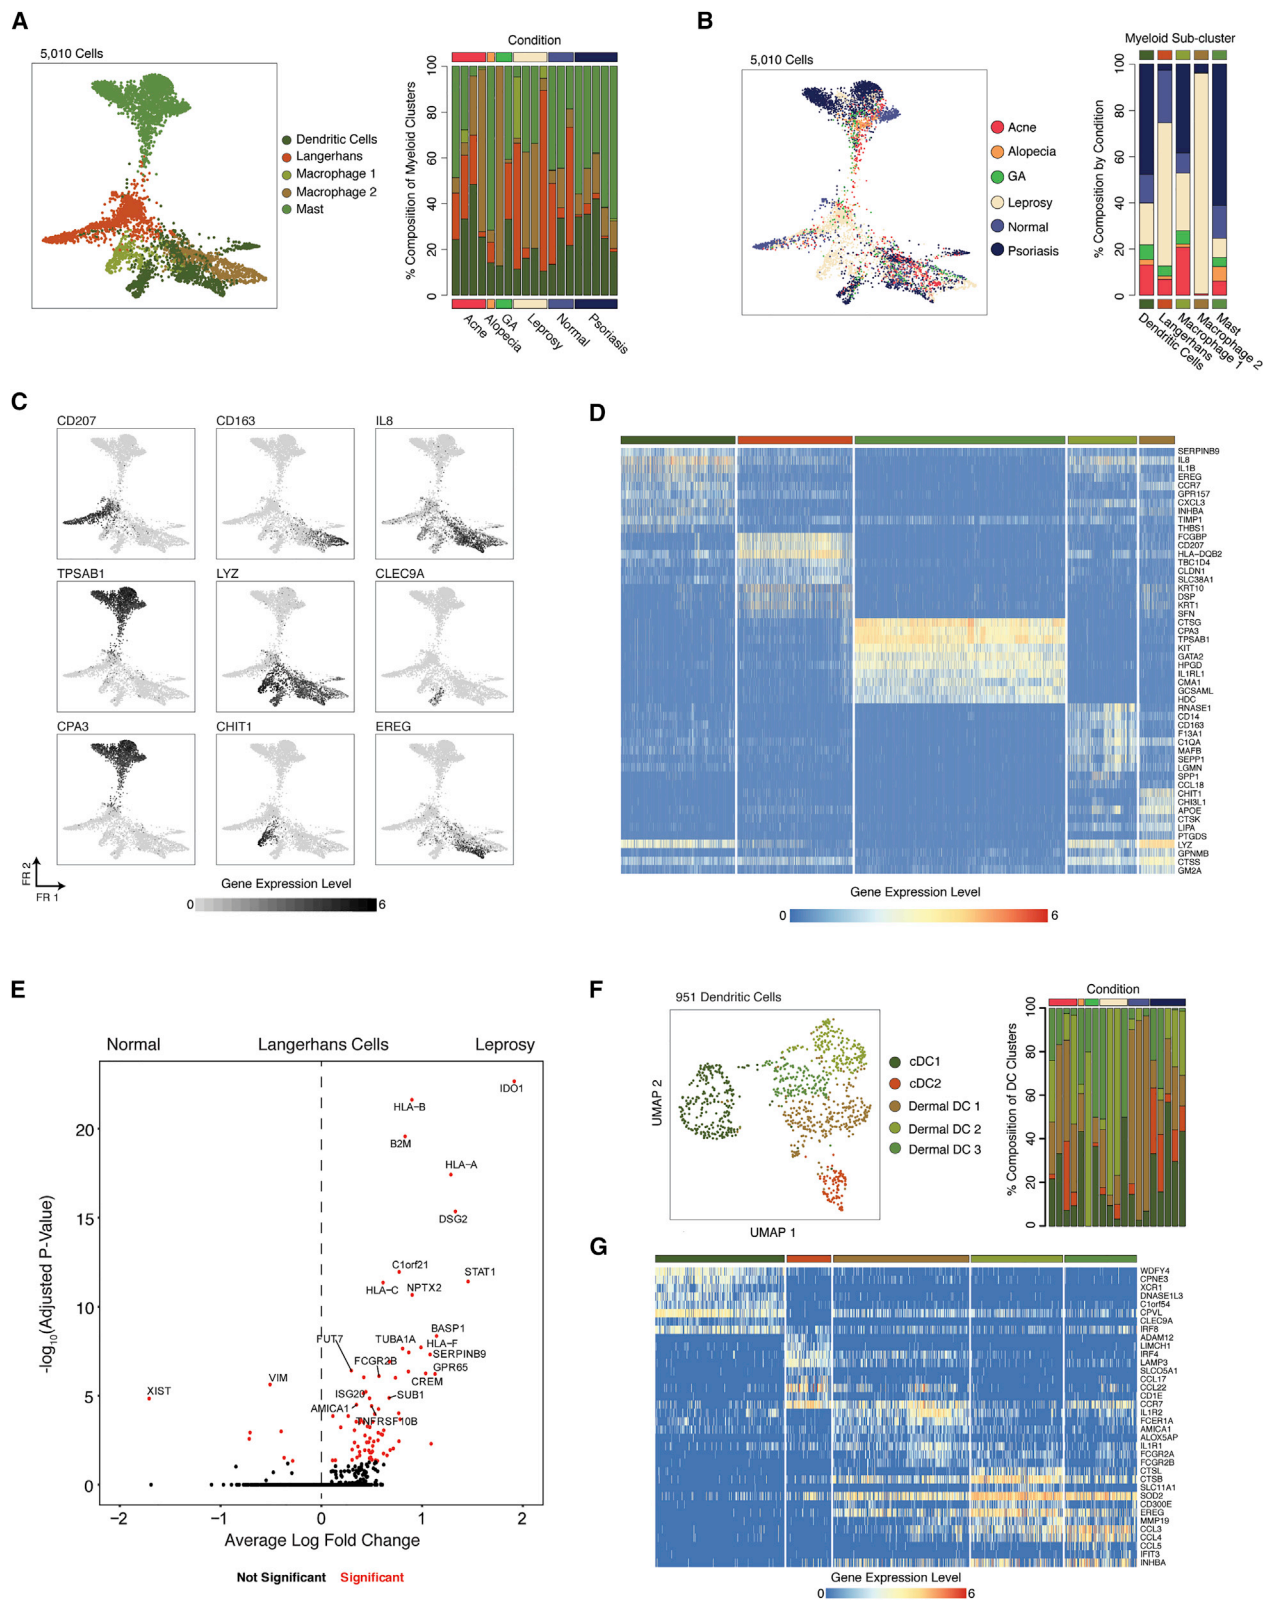 A
5,010 Cells
Dendritic Cells
Langerhans
Macrophage 1
Macrophage 2
Mast
Condition
% Composiition of Myeloid Clusters
100
80
60
40
20
0
Acne
Alopecia
GA
Leprosy
Normal
Psoriasis
B
5,010 Cells
Acne
Alopecia
GA
Leprosy
Normal
Psoriasis
Myeloid Sub-cluster
% Composition by Condition
100
80
60
40
20
0
Dendritic Cells
Langerhans
Macrophage 1
Macrophage 2
Mast
C
CD207
CD163
IL8
TPSAB1
LYZ
CLEC9A
CPA3
CHIT1
EREG
FR 2
FR 1
Gene Expression Level
0
6
D
SERPINB9
IL8
IL1B
EREG
CCR7
GPR157
CXCL3
INHBA
TIMP1
THBS1
FCGBP
CD207
HLA-DQB2
TBC1D4
CLDN1
SLC38A1
KRT10
DSP
KRT1
SFN
CTSG
CPA3
TPSAB1
KIT
GATA2
HPGD
IL1RL1
CMA1
GCSAML
HDC
RNASE1
CD14
CD163
F13A1
C1QA
MAFB
SEPP1
LGMN
SPP1
CCL18
CHIT1
CHI3L1
APOE
CTSK
LIPA
PTGDS
LYZ
GPNMB
CTSS
GM2A
Gene Expression Level
0
6
E
Normal
Langerhans Cells
Leprosy
IDO1
HLA-B
B2M
HLA-A
DSG2
C1orf21
STAT1
HLA-C
NPTX2
BASP1
FUT7
TUBA1A
HLA-F
SERPINB9
FCGR2B
GPR65
CREM
VIM
XIST
ISG20
SUB1
AMICA1
TNFRSF10B
-log10(Adjusted P-Value)
20
15
10
5
0
−2
−1
0
1
2
Average Log Fold Change
Not Significant
Significant
F
951 Dendritic Cells
UMAP 2
UMAP 1
cDC1
cDC2
Dermal DC 1
Dermal DC 2
Dermal DC 3
Condition
% Composiition of DC Clusters
100
80
60
40
20
0
G
WDFY4
CPNE3
XCR1
DNASE1L3
C1orf54
CPVL
CLEC9A
IRF8
ADAM12
LIMCH1
IRF4
LAMP3
SLCO5A1
CCL17
CCL22
CD1E
CCR7
IL1R2
FCER1A
AMICA1
ALOX5AP
IL1R1
FCGR2A
FCGR2B
CTSL
CTSB
SLC11A1
SOD2
CD300E
EREG
MMP19
CCL3
CCL4
CCL5
IFIT3
INHBA
Gene Expression Level
0
6